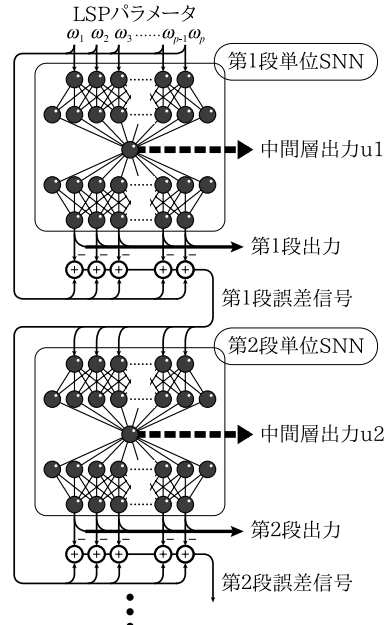 LSPパラメータ
ω1 ω2 ω3 ……ωp-1ωp
第1段単位SNN
中間層出力u1
第1段出力
第1段誤差信号
第2段単位SNN
中間層出力u2
第2段出力
第2段誤差信号